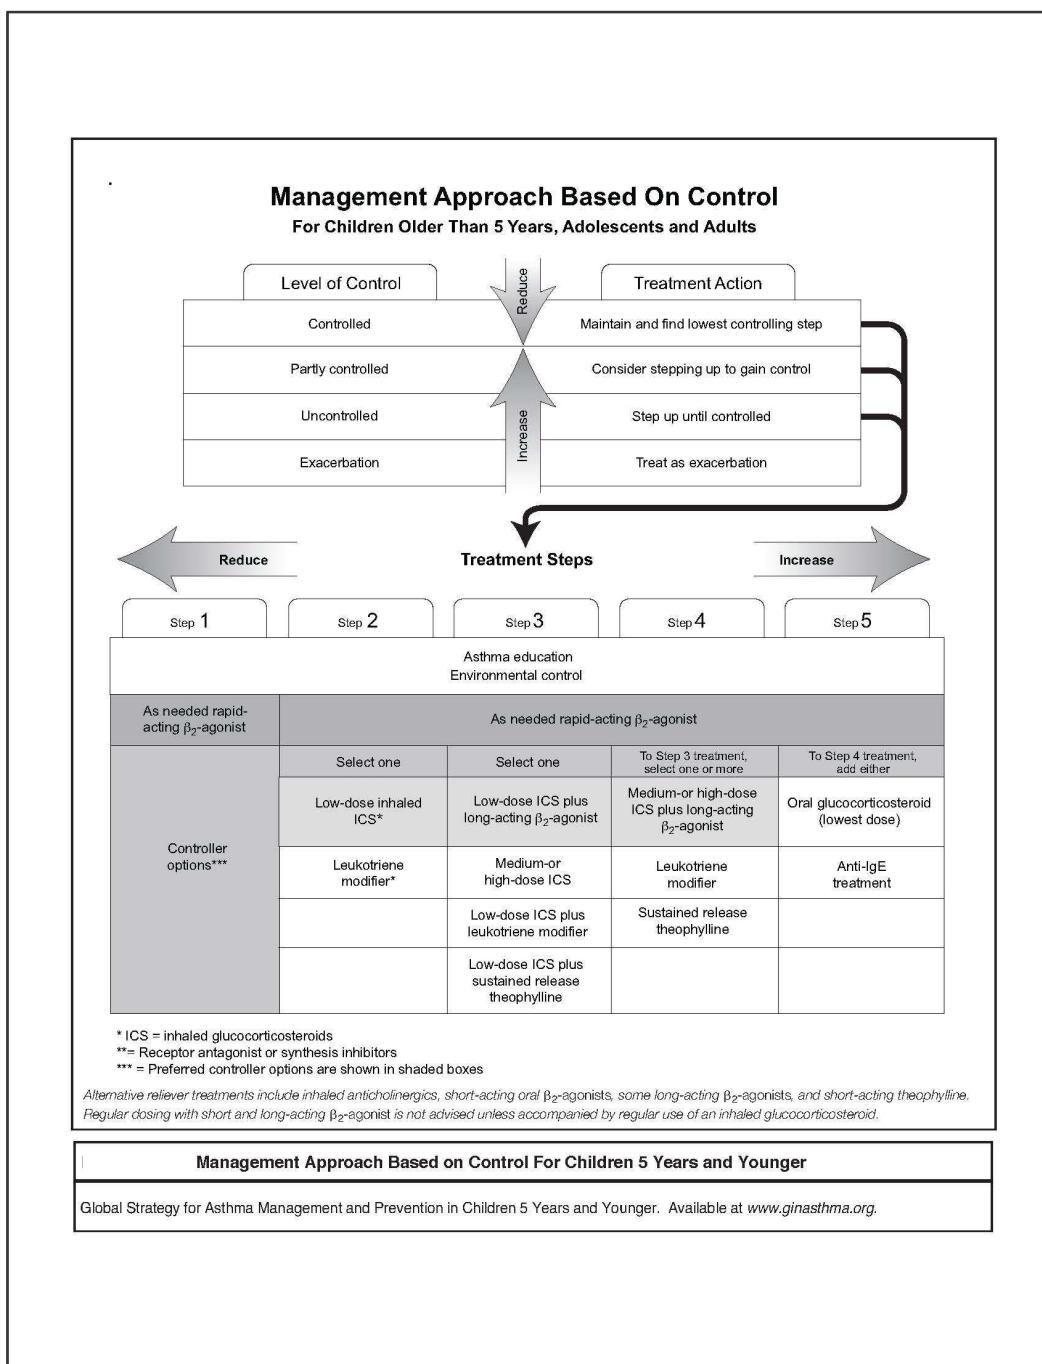 Management Approach Based On Control
For Children Older Than 5 Years, Adolescents and Adults
Level of Control
Reduce
Treatment Action
Controlled
Maintain and find lowest controlling step
Partly controlled
Consider stepping up to gain control
Increase
Uncontrolled
Step up until controlled
Exacerbation
Treat as exacerbation
Reduce
Treatment Steps
Increase
Step 1
Step 2
Step 3
Step 4
Step 5
Asthma education
Environmental control
As needed rapid-
acting β₂-agonist
As needed rapid-acting β₂-agonist
Controller
options***
Select one
Select one
To Step 3 treatment,
select one or more
To Step 4 treatment,
add either
Low-dose inhaled
ICS*
Low-dose ICS plus
long-acting β₂-agonist
Medium-or high-dose
ICS plus long-acting
β₂-agonist
Oral glucocorticosteroid
(lowest dose)
Leukotriene
modifier*
Medium-or
high-dose ICS
Leukotriene
modifier
Anti-IgE
treatment
Low-dose ICS plus
leukotriene modifier
Sustained release
theophylline
Low-dose ICS plus
sustained release
theophylline
* ICS = inhaled glucocorticosteroids
**= Receptor antagonist or synthesis inhibitors
*** = Preferred controller options are shown in shaded boxes
Alternative reliever treatments include inhaled anticholinergics, short-acting oral β₂-agonists, some long-acting β₂-agonists, and short-acting theophylline.
Regular dosing with short and long-acting β₂-agonist is not advised unless accompanied by regular use of an inhaled glucocorticosteroid.
Management Approach Based on Control For Children 5 Years and Younger
Global Strategy for Asthma Management and Prevention in Children 5 Years and Younger. Available at www.ginasthma.org.